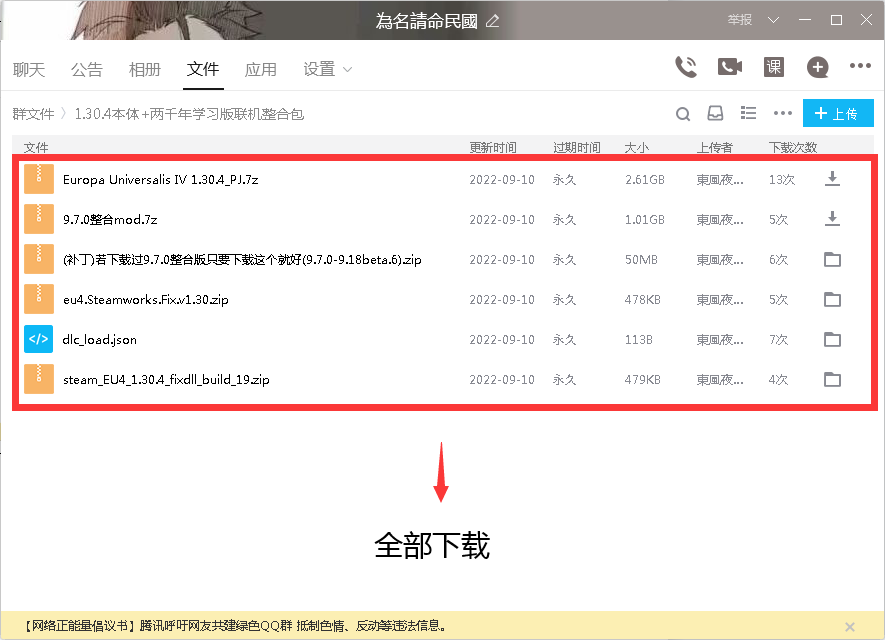 為名請命民國
举报
聊天 公告 相册 文件 应用 设置
课
群文件 〉 1.30.4本体+两千年学习版联机整合包
+ 上传
文件 更新时间 过期时间 大小 上传者 下载次数
Europa Universalis IV 1.30.4_PJ.7z 2022-09-10 永久 2.61GB 東風夜... 13次
9.7.0整合mod.7z 2022-09-10 永久 1.01GB 東風夜... 5次
(补丁)若下载过9.7.0整合版只要下载这个就好(9.7.0-9.18beta.6).zip 2022-09-10 永久 50MB 東風夜... 6次
eu4.Steamworks.Fix.v1.30.zip 2022-09-10 永久 478KB 東風夜... 5次
</> dlc_load.json 2022-09-10 永久 113B 東風夜... 7次
steam_EU4_1.30.4_fixdll_build_19.zip 2022-09-10 永久 479KB 東風夜... 4次
全部下载
【网络正能量倡议书】腾讯呼吁网友共建绿色QQ群 抵制色情、反动等违法信息。